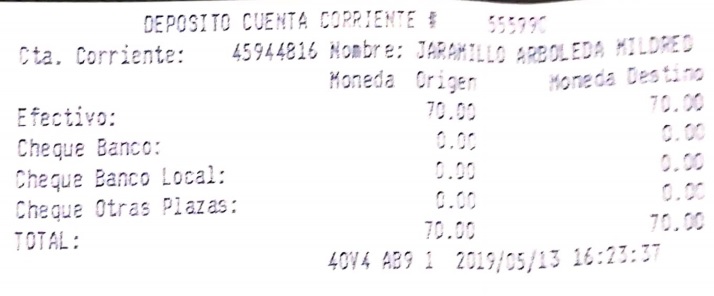 DEPOSITO CUENTA CORRIENTE # 555990
Cta. Corriente: 45944816 Nombre: JARAMILLO ARBOLEDA MILDRED
Moneda Origen Moneda Destino
Efectivo: 70.00 70.00
Cheque Banco: 0.00 0.00
Cheque Banco Local: 0.00 0.00
Cheque Otras Plazas: 0.00 0.00
TOTAL: 70.00 70.00
40V4 AB9 1 2019/05/13 16:23:37